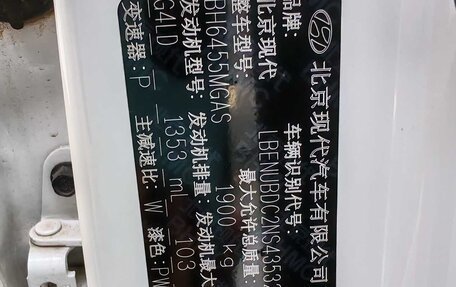 北京现代汽车有限公司
品牌: 北京现代
车辆识别代号: LBENUBDC2NS4353
整车型号: BH6455MGAS
最大允许总质量: 1900 kg
发动机型号: G4LD
发动机排量: 1353 mL
发动机最大
103
变速器: P
主减速比: W
漆色: PW